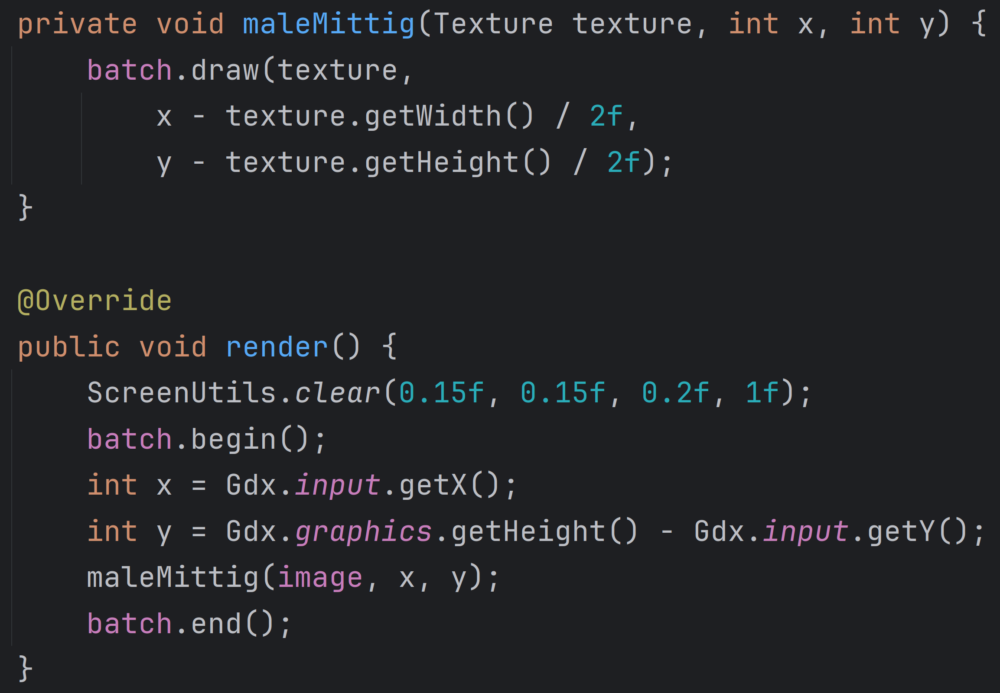 private void maleMittig(Texture texture, int x, int y) {
    batch.draw(texture,
        x - texture.getWidth() / 2f,
        y - texture.getHeight() / 2f);
}

@Override
public void render() {
    ScreenUtils.clear(0.15f, 0.15f, 0.2f, 1f);
    batch.begin();
    int x = Gdx.input.getX();
    int y = Gdx.graphics.getHeight() - Gdx.input.getY();
    maleMittig(image, x, y);
    batch.end();
}